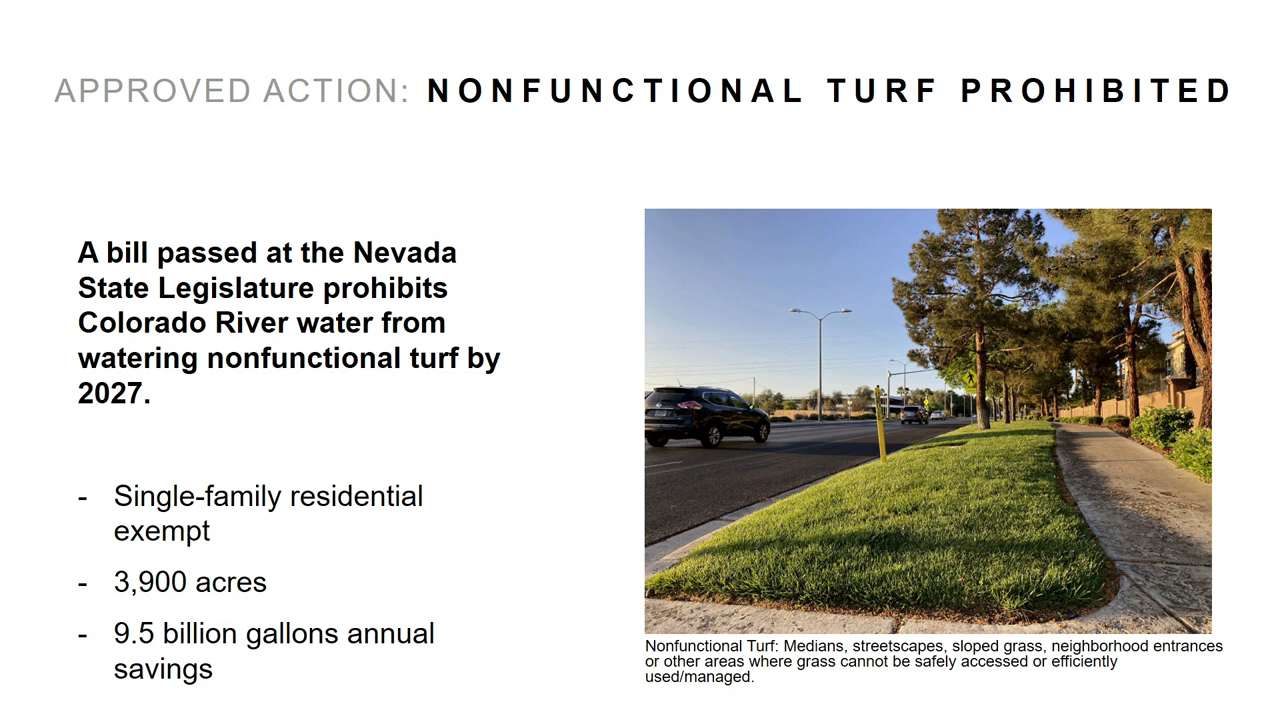 APPROVED ACTION: NONFUNCTIONAL TURF PROHIBITED
A bill passed at the Nevada
State Legislature prohibits
Colorado River water from
watering nonfunctional turf by
2027.
- Single-family residential
exempt
- 3,900 acres
- 9.5 billion gallons annual
savings
Nonfunctional Turf: Medians, streetscapes, sloped grass, neighborhood entrances
or other areas where grass cannot be safely accessed or efficiently
used/managed.